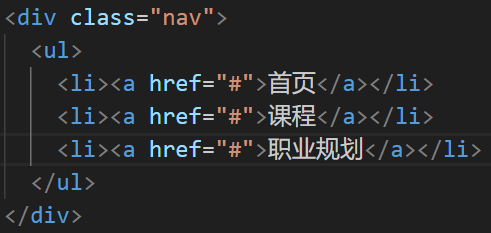 <div class="nav">
<ul>
<li><a href="#">首页</a></li>
<li><a href="#">课程</a></li>
<li><a href="#">职业规划</a></li>
</ul>
</div>